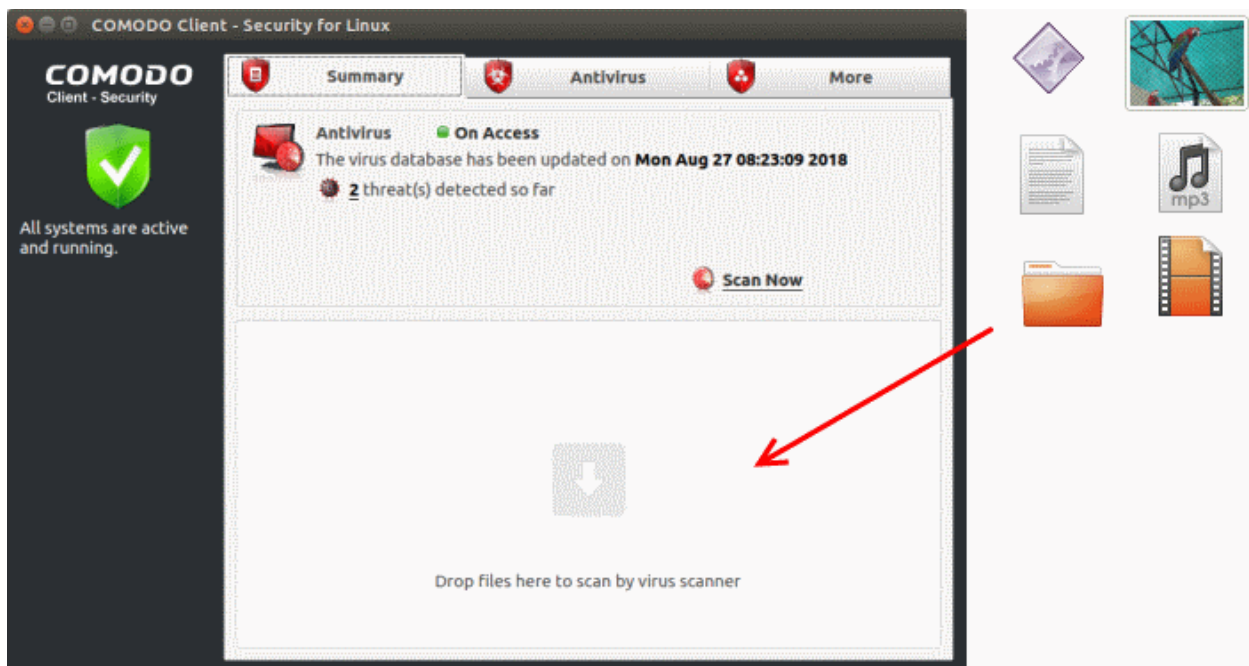 COMODO Client - Security for Linux
COMODO
Client - Security
All systems are active
and running.
Summary
Antivirus
More
Antivirus On Access
The virus database has been updated on Mon Aug 27 08:23:09 2018
2 threat(s) detected so far
Scan Now
Drop files here to scan by virus scanner
mp3